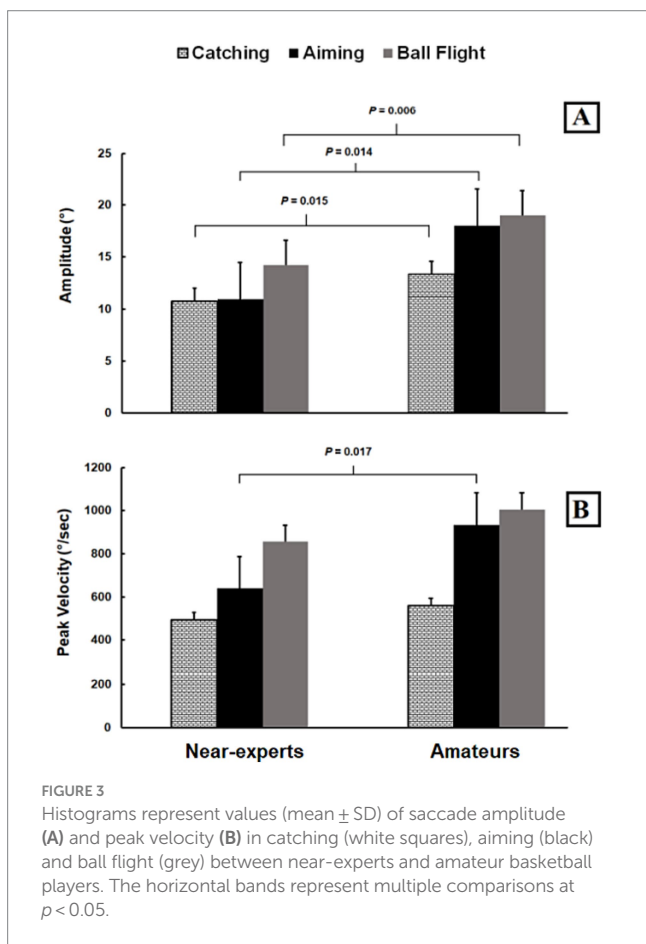 Catching Aiming Ball Flight
P = 0.006
A
P = 0.014
P = 0.015
25
20
15
10
5
0
Amplitude (°)
P = 0.017
B
1200
1000
800
600
400
200
0
Peak Velocity (°/sec)
Near-experts Amateurs
FIGURE 3
Histograms represent values (mean ± SD) of saccade amplitude
(A) and peak velocity (B) in catching (white squares), aiming (black)
and ball flight (grey) between near-experts and amateur basketball
players. The horizontal bands represent multiple comparisons at
p < 0.05.